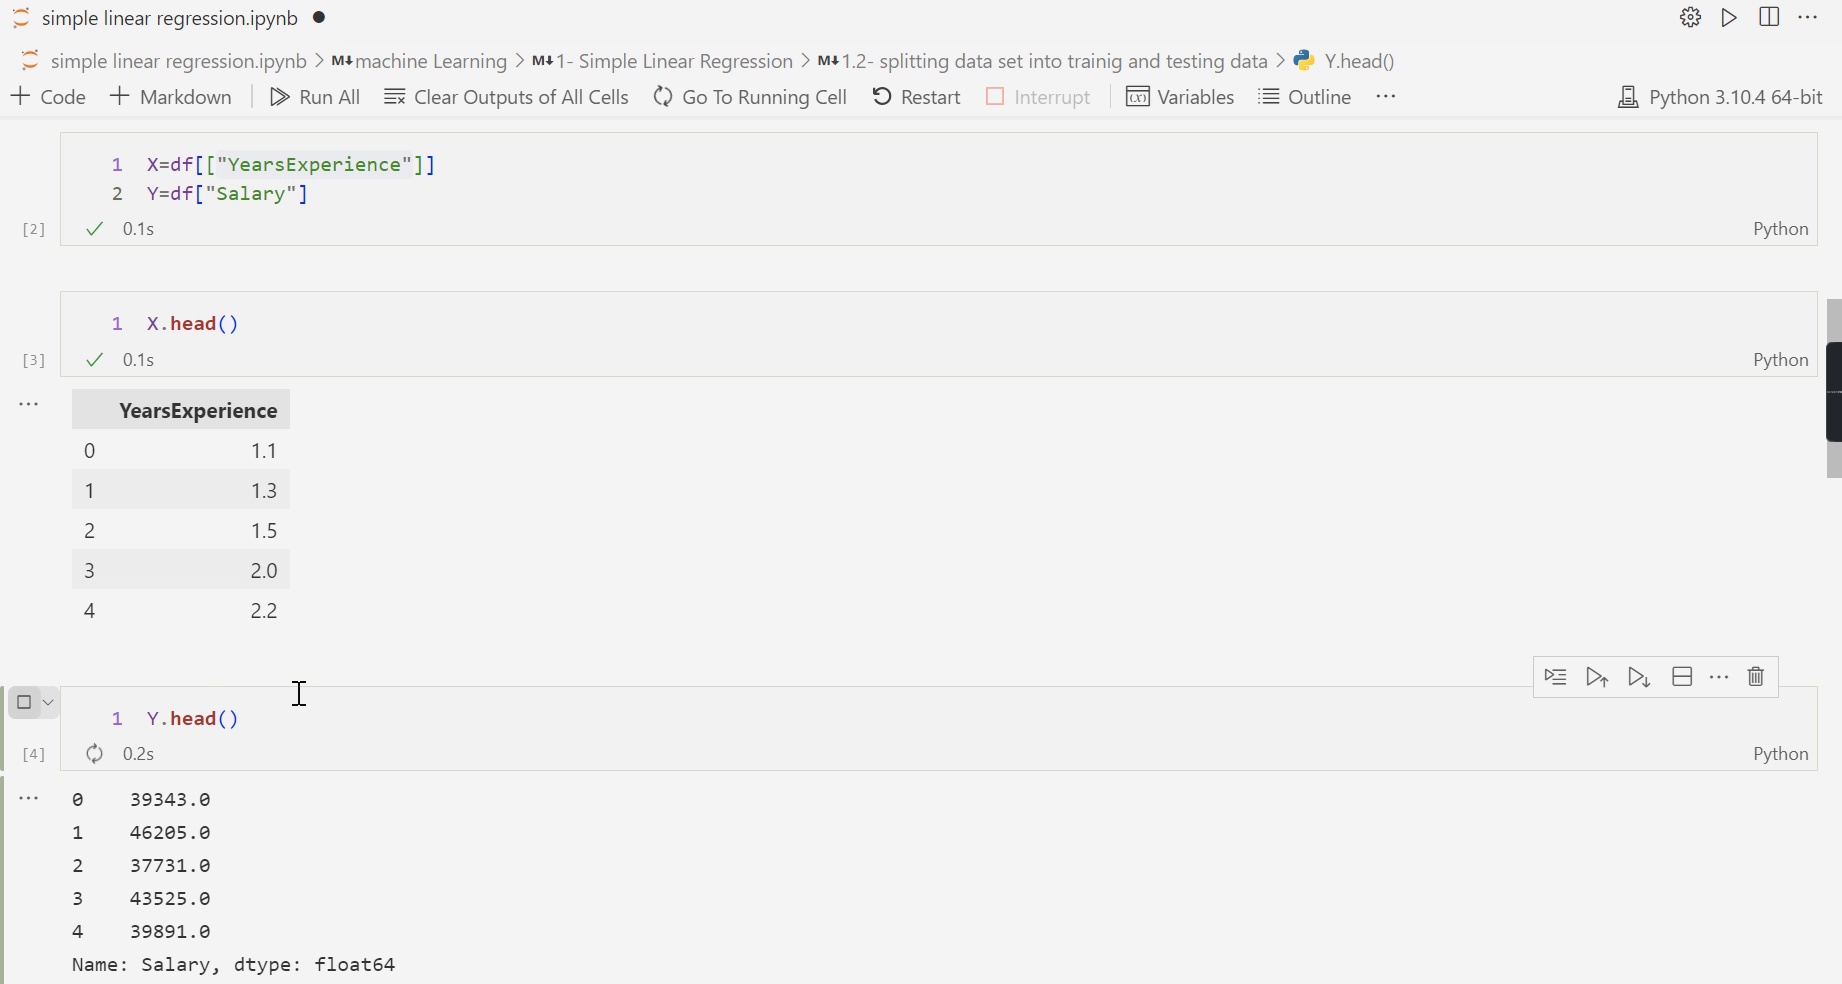 simple linear regression.ipynb
simple linear regression.ipynb > M↓ machine Learning > M↓ 1- Simple Linear Regression > M↓ 1.2- splitting data set into trainig and testing data > Y.head()
+ Code + Markdown Run All Clear Outputs of All Cells Go To Running Cell Restart Interrupt Variables Outline ... Python 3.10.4 64-bit
1 X=df[["YearsExperience"]]
2 Y=df["Salary"]
[2] ✓ 0.1s Python
1 X.head()
[3] ✓ 0.1s Python
YearsExperience
0 1.1
1 1.3
2 1.5
3 2.0
4 2.2
1 Y.head()
[4] 0.2s Python
0 39343.0
1 46205.0
2 37731.0
3 43525.0
4 39891.0
Name: Salary, dtype: float64